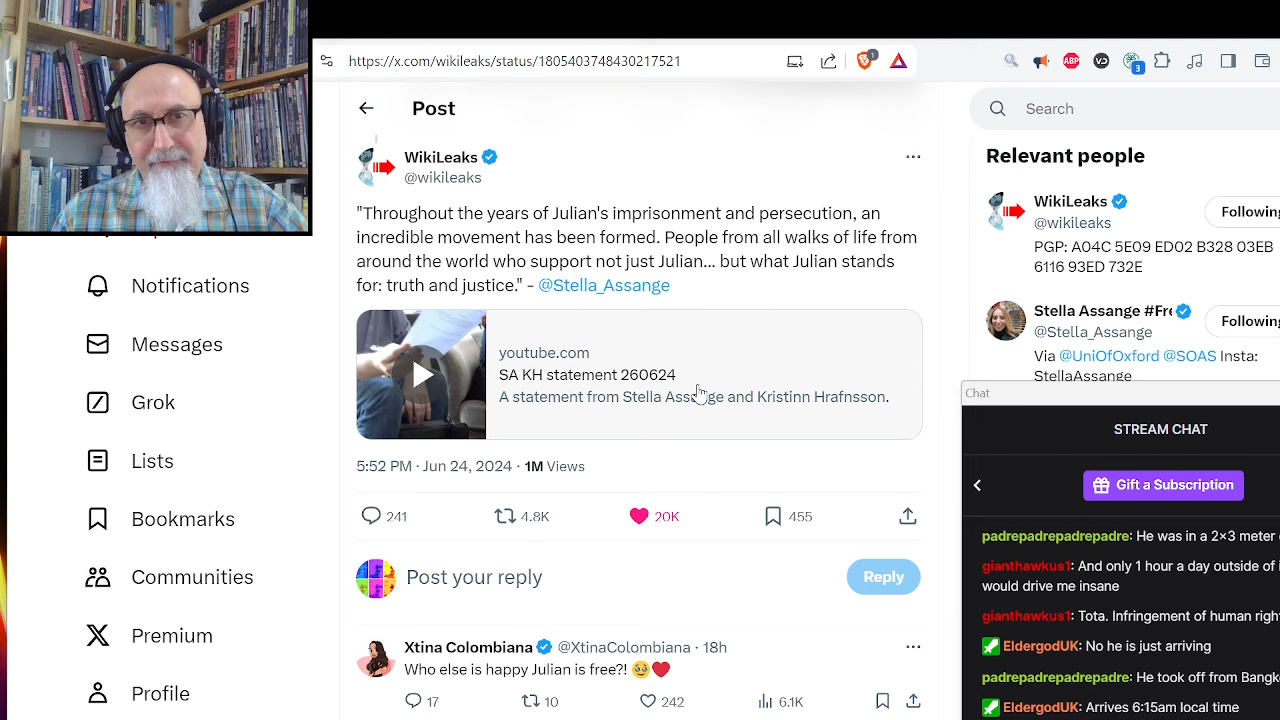 https://x.com/wikileaks/status/1805403748430217521
1
ABP
3
Post
Search
WikiLeaks
@wikileaks
"Throughout the years of Julian's imprisonment and persecution, an
incredible movement has been formed. People from all walks of life from
around the world who support not just Julian... but what Julian stands
for: truth and justice." - @Stella_Assange
youtube.com
SA KH statement 260624
A statement from Stella Assange and Kristinn Hrafnsson.
5:52 PM · Jun 24, 2024 · 1M Views
241
4.8K
20K
455
Post your reply
Reply
Xtina Colombiana @XtinaColombiana · 18h
Who else is happy Julian is free?!
17
10
242
6.1K
Notifications
Messages
Grok
Lists
Bookmarks
Communities
Premium
Profile
Relevant people
WikiLeaks
@wikileaks
Following
PGP: A04C 5E09 ED02 B328 03EB
6116 93ED 732E
Stella Assange #Fre
@Stella_Assange
Following
Via @UniOfOxford @SOAS Insta:
StellaAssange
Chat
STREAM CHAT
Gift a Subscription
padrepadrepadrepadre: He was in a 2×3 meter
gianthawkus1: And only 1 hour a day outside of i
would drive me insane
gianthawkus1: Tota. Infringement of human righ
EldergodUK: No he is just arriving
padrepadrepadrepadre: He took off from Bangk
EldergodUK: Arrives 6:15am local time